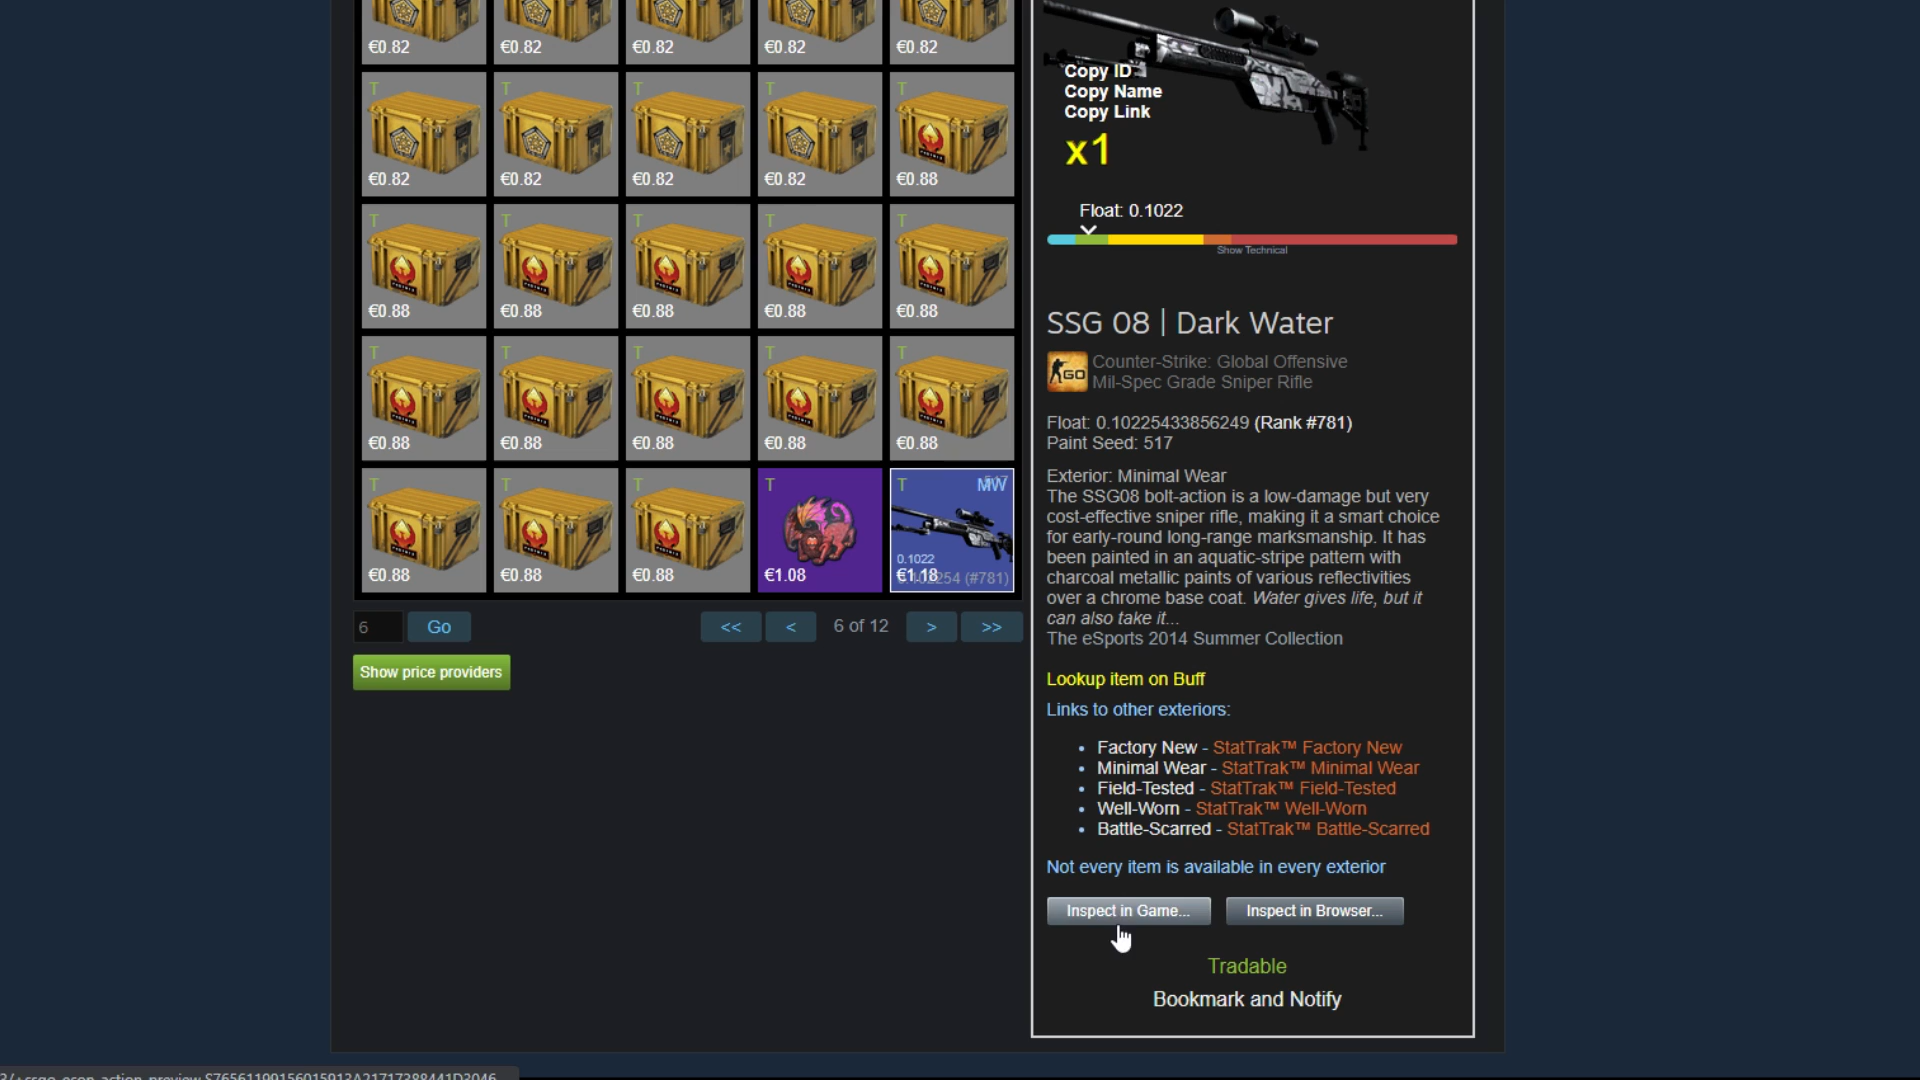 €0.82 €0.82 €0.82 €0.82 €0.82
T T T T T
€0.82 €0.82 €0.82 €0.82 €0.88
T T T T T
€0.88 €0.88 €0.88 €0.88 €0.88
T T T T T
€0.88 €0.88 €0.88 €0.88 €0.88
T T T T T MW
0.1022
€0.88 €0.88 €0.88 €1.08 €1.18
6 Go << < 6 of 12 > >>
Show price providers
Copy ID
Copy Name
Copy Link
x1
Float: 0.1022
Show Technical
SSG 08 | Dark Water
GO
Counter-Strike: Global Offensive
Mil-Spec Grade Sniper Rifle
Float: 0.10225433856249 (Rank #781)
Paint Seed: 517
Exterior: Minimal Wear
The SSG08 bolt-action is a low-damage but very
cost-effective sniper rifle, making it a smart choice
for early-round long-range marksmanship. It has
been painted in an aquatic-stripe pattern with
charcoal metallic paints of various reflectivities
over a chrome base coat. Water gives life, but it
can also take it...
The eSports 2014 Summer Collection
Lookup item on Buff
Links to other exteriors:
• Factory New - StatTrak™ Factory New
• Minimal Wear - StatTrak™ Minimal Wear
• Field-Tested - StatTrak™ Field-Tested
• Well-Worn - StatTrak™ Well-Worn
• Battle-Scarred - StatTrak™ Battle-Scarred
Not every item is available in every exterior
Inspect in Game... Inspect in Browser...
Tradable
Bookmark and Notify